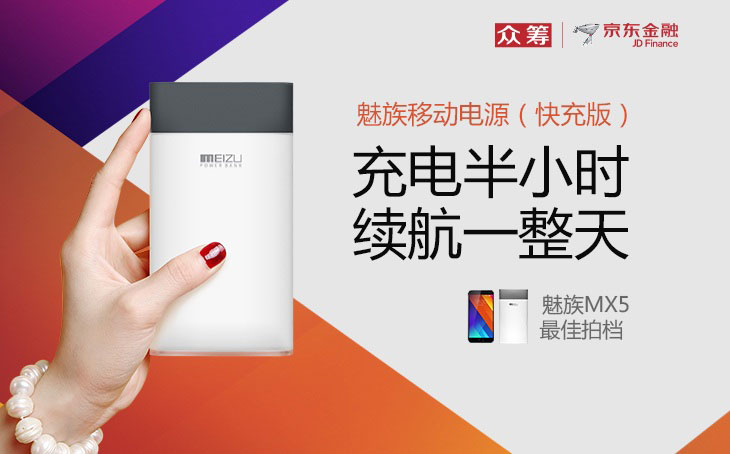 众筹
京东金融
JD Finance
魅族移动电源（快充版）
MEIZU
POWER BANK
充电半小时
续航一整天
魅族MX5
最佳拍档